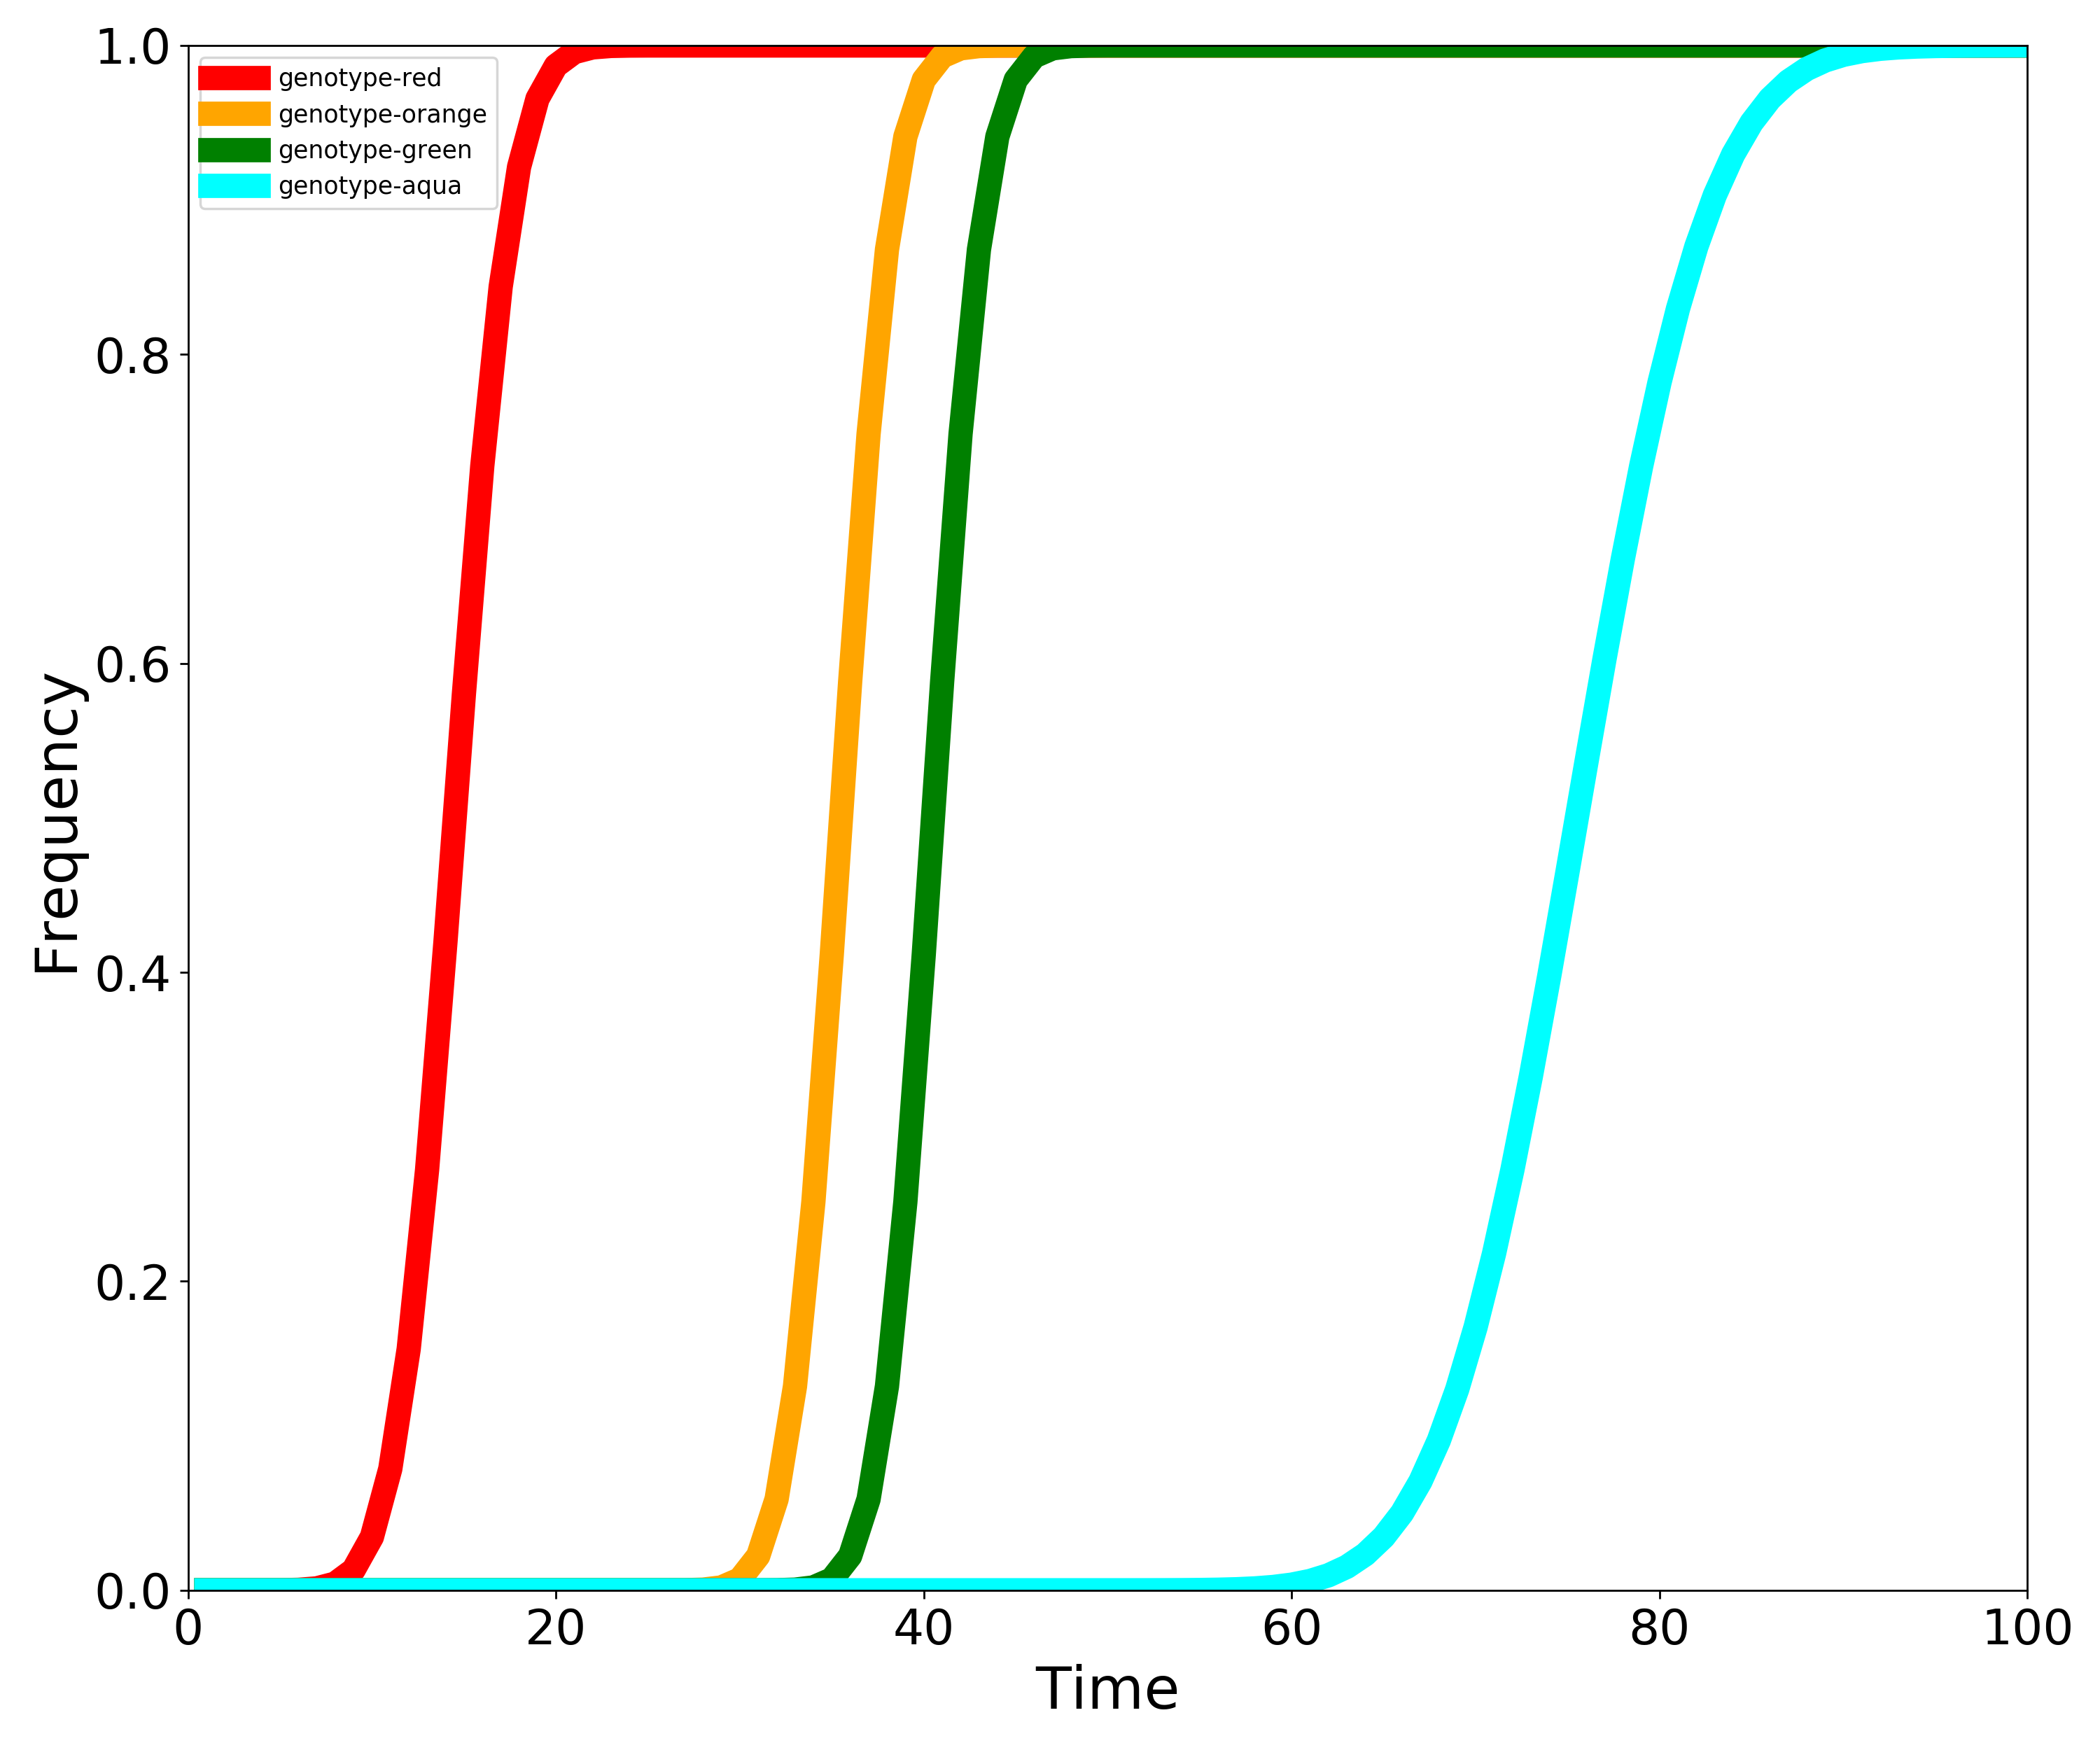 1.0
0.8
0.6
0.4
0.2
0.0
Frequency
genotype-red
genotype-orange
genotype-green
genotype-aqua
0 20 40 60 80 100
Time